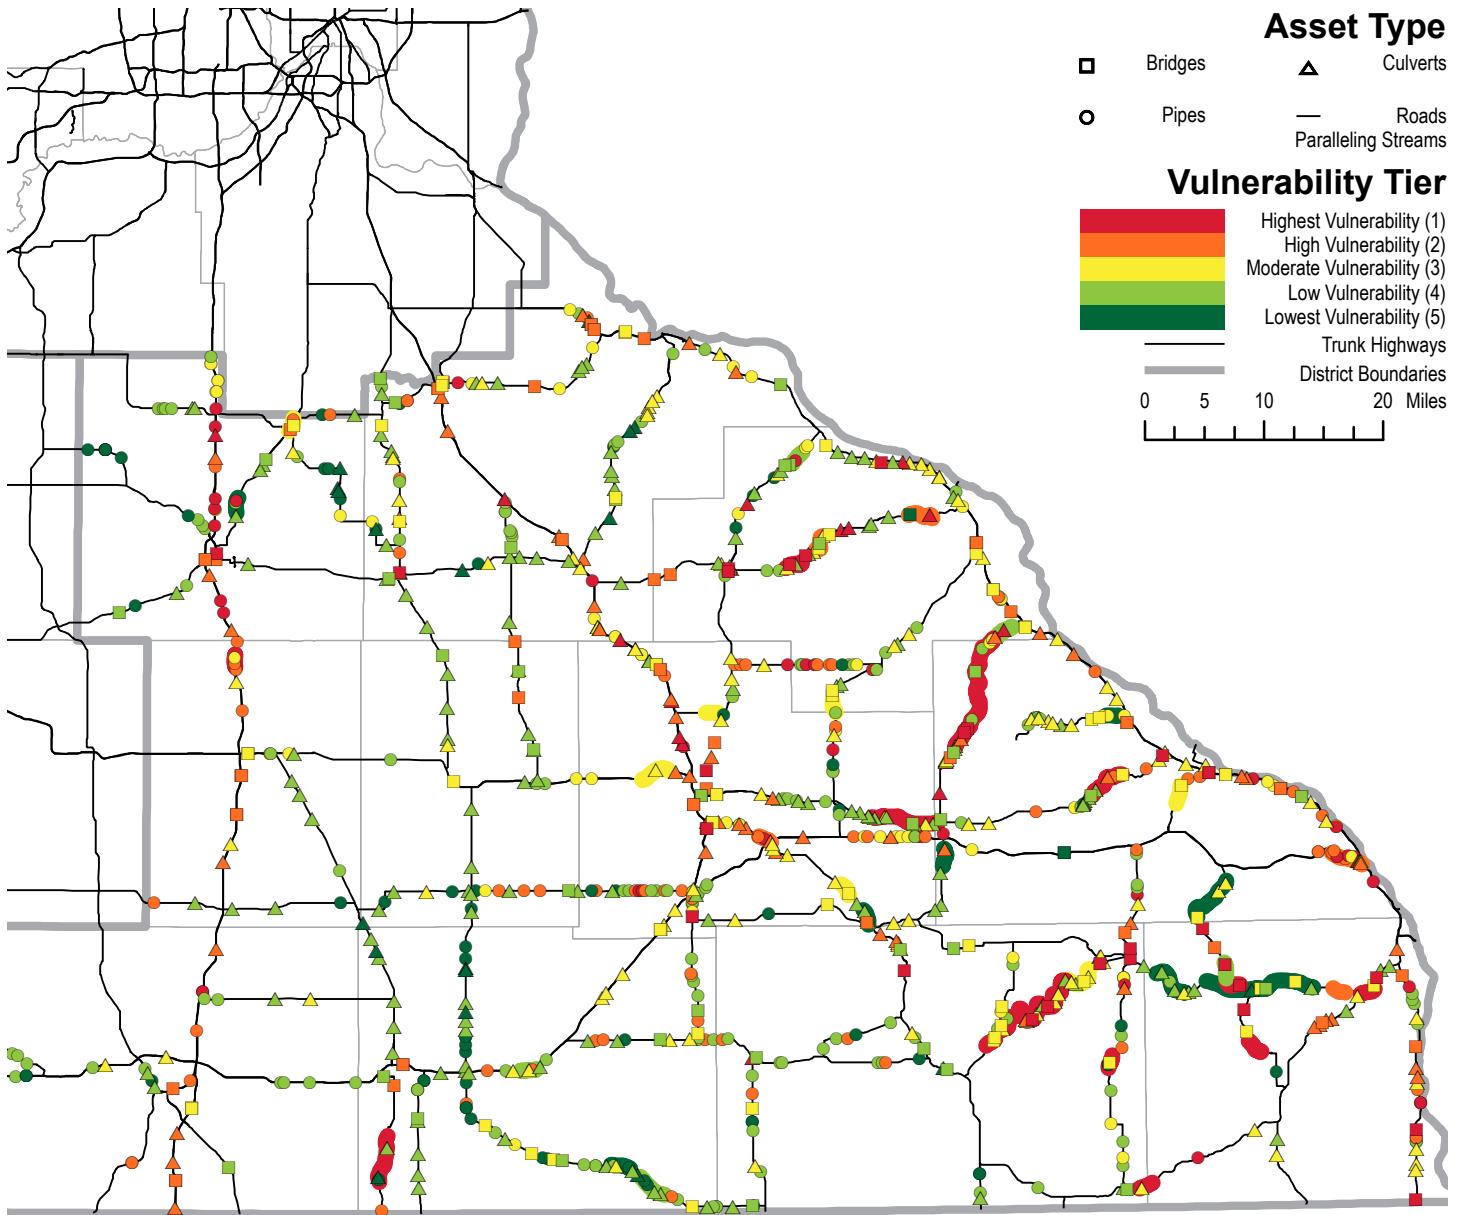 Asset Type
Bridges
Culverts
Pipes
Roads
Paralleling Streams
Vulnerability Tier
Highest Vulnerability (1)
High Vulnerability (2)
Moderate Vulnerability (3)
Low Vulnerability (4)
Lowest Vulnerability (5)
Trunk Highways
District Boundaries
0 5 10 20 Miles